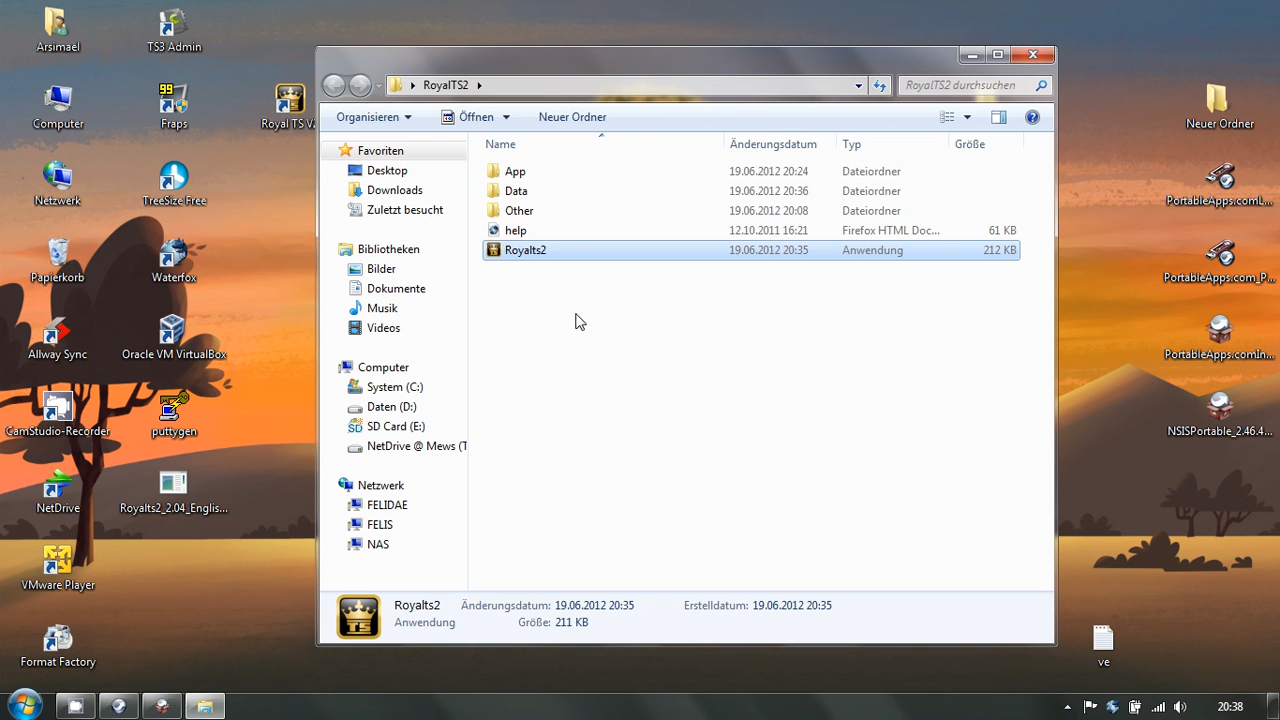 Arsimael
TS3 Admin
Computer
Fraps
99
Royal TS V2
Netzwerk
TreeSize Free
Papierkorb
Waterfox
Allway Sync
Oracle VM VirtualBox
CamStudio-Recorder
puttygen
NetDrive
Royalts2_2.04_Englis...
VMware Player
Format Factory
RoyalTS2
RoyalTS2 durchsuchen
Organisieren
Öffnen
Neuer Ordner
Favoriten
Desktop
Downloads
Zuletzt besucht
Bibliotheken
Bilder
Dokumente
Musik
Videos
Computer
System (C:)
Daten (D:)
SD Card (E:)
NetDrive @ Mews (T
Netzwerk
FELIDAE
FELIS
NAS
Name Änderungsdatum Typ Größe
App 19.06.2012 20:24 Dateiordner
Data 19.06.2012 20:36 Dateiordner
Other 19.06.2012 20:08 Dateiordner
help 12.10.2011 16:21 Firefox HTML Doc... 61 KB
Royalts2 19.06.2012 20:35 Anwendung 212 KB
TS
Royalts2 Änderungsdatum: 19.06.2012 20:35 Erstelldatum: 19.06.2012 20:35
Anwendung Größe: 211 KB
Neuer Ordner
PortableApps.comL...
PortableApps.com_P...
PortableApps.comIn...
NSISPortable_2.46.4...
ve
20:38